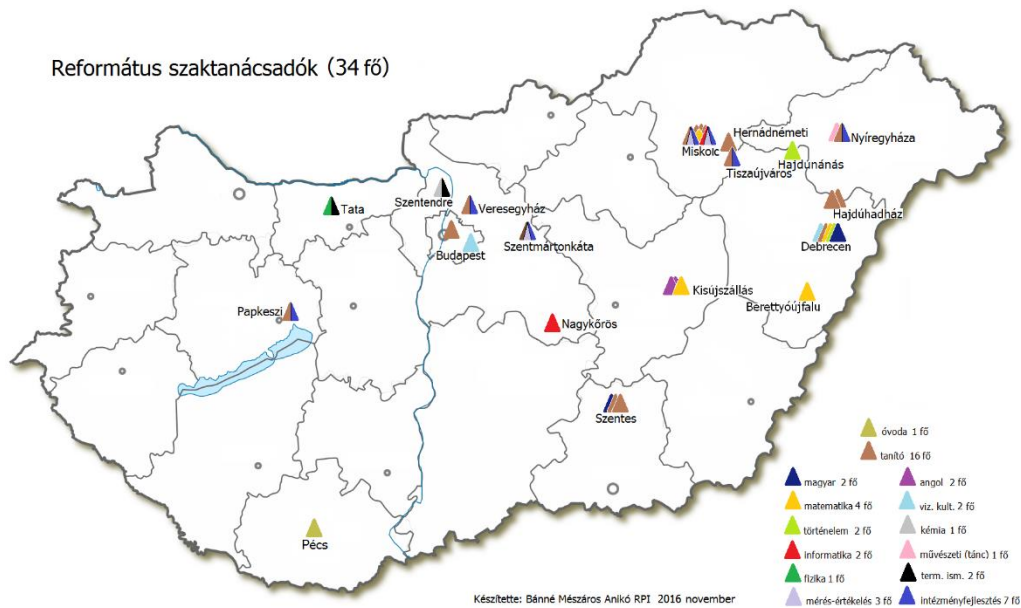 Református szaktanácsadók (34 fő)
Hernádnémeti
Nyíregyháza
Miskolc
Tiszaújváros
Hajdúnánás
Szentendre
Tata
Veresegyház
Hajdúhadház
Szentmártonkáta
Debrecen
Budapest
Kisújszállás
Berettyóújfalu
Papkeszi
Nagykőrös
Szentes
Pécs
óvoda 1 fő
tanító 16 fő
magyar 2 fő
angol 2 fő
matematika 4 fő
viz. kult. 2 fő
történelem 2 fő
kémia 1 fő
informatika 2 fő
művészeti (tánc) 1 fő
fizika 1 fő
term. ism. 2 fő
mérés-értékelés 3 fő
intézményfejlesztés 7 fő
Készítette: Bánné Mészáros Anikó RPI 2016 november